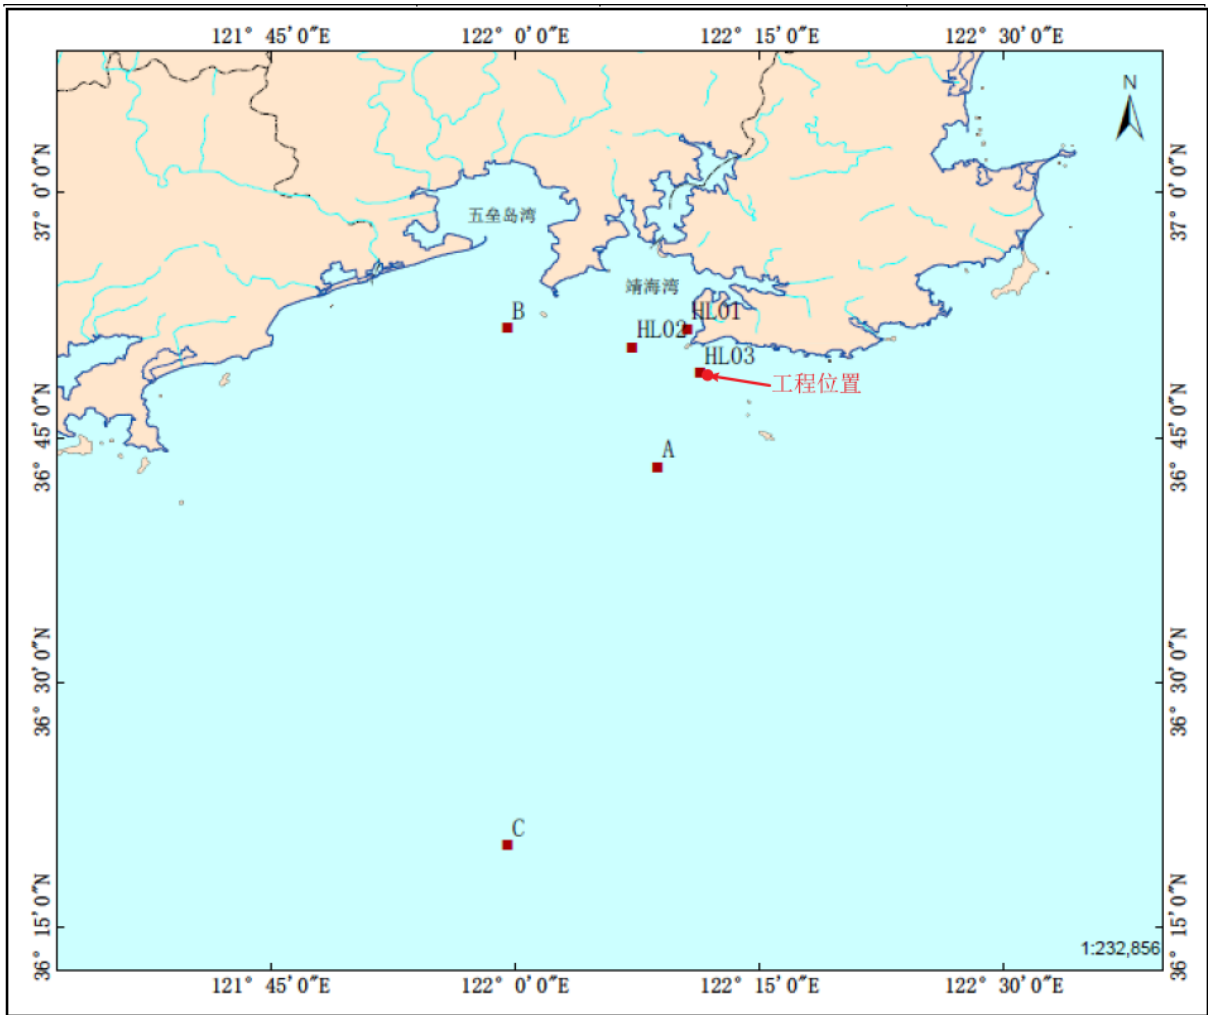 121° 45′ 0″E 122° 0′ 0″E 122° 15′ 0″E 122° 30′ 0″E
N
37° 0′ 0″N
37° 0′ 0″N
五垒岛湾
靖海湾
B
HL01
HL02
HL03
工程位置
36° 45′ 0″N
36° 45′ 0″N
A
36° 30′ 0″N
36° 30′ 0″N
C
36° 15′ 0″N
36° 15′ 0″N
1:232,856
121° 45′ 0″E 122° 0′ 0″E 122° 15′ 0″E 122° 30′ 0″E